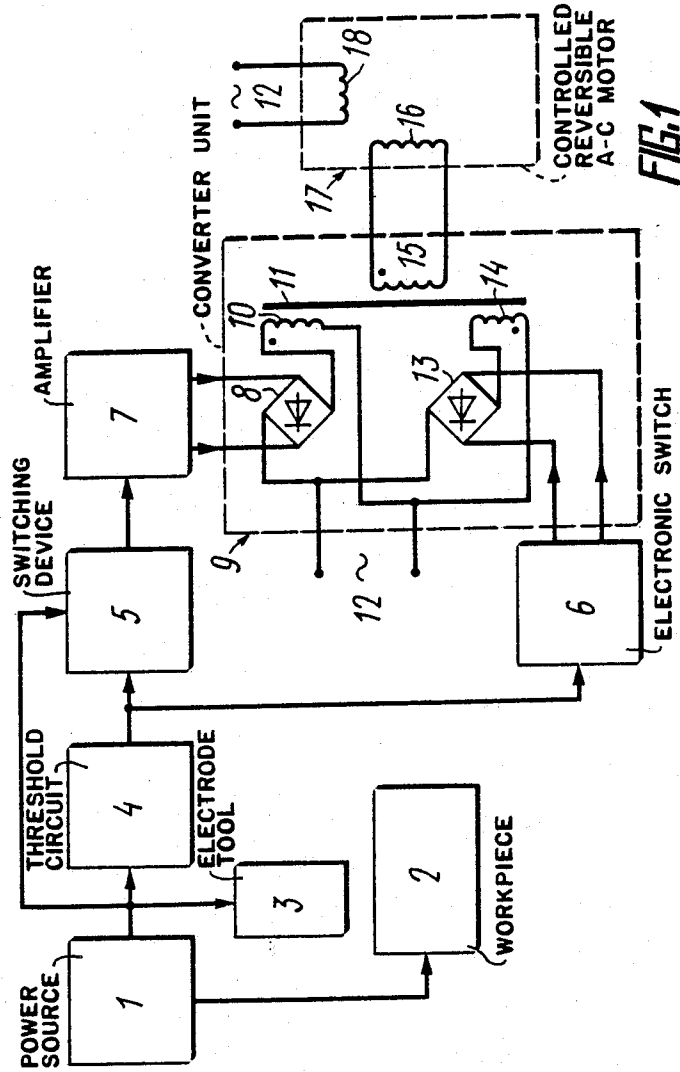 POWER
SOURCE
1
THRESHOLD
CIRCUIT
4
SWITCHING
DEVICE
5
AMPLIFIER
7
ELECTRODE
TOOL
3
2
WORKPIECE
CONVERTER UNIT
9
8
10
11
12 ~
13
14
15
6
ELECTRONIC SWITCH
~
12
18
16
17
CONTROLLED
REVERSIBLE
A-C MOTOR
FIG.1